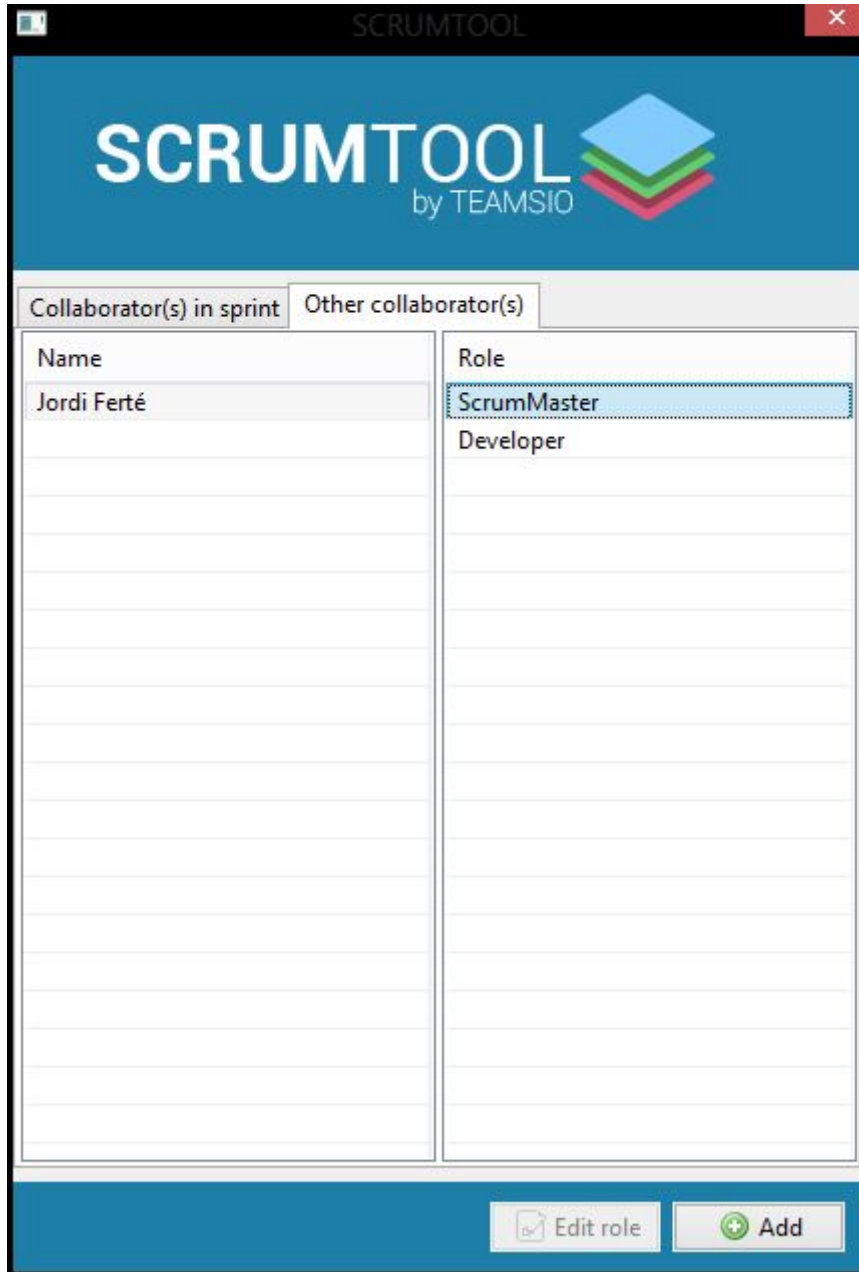 SCRUMTOOL
SCRUMTOOL
by TEAMSIO
Collaborator(s) in sprint Other collaborator(s)
Name Role
Jordi Ferté ScrumMaster
Developer
Edit role Add